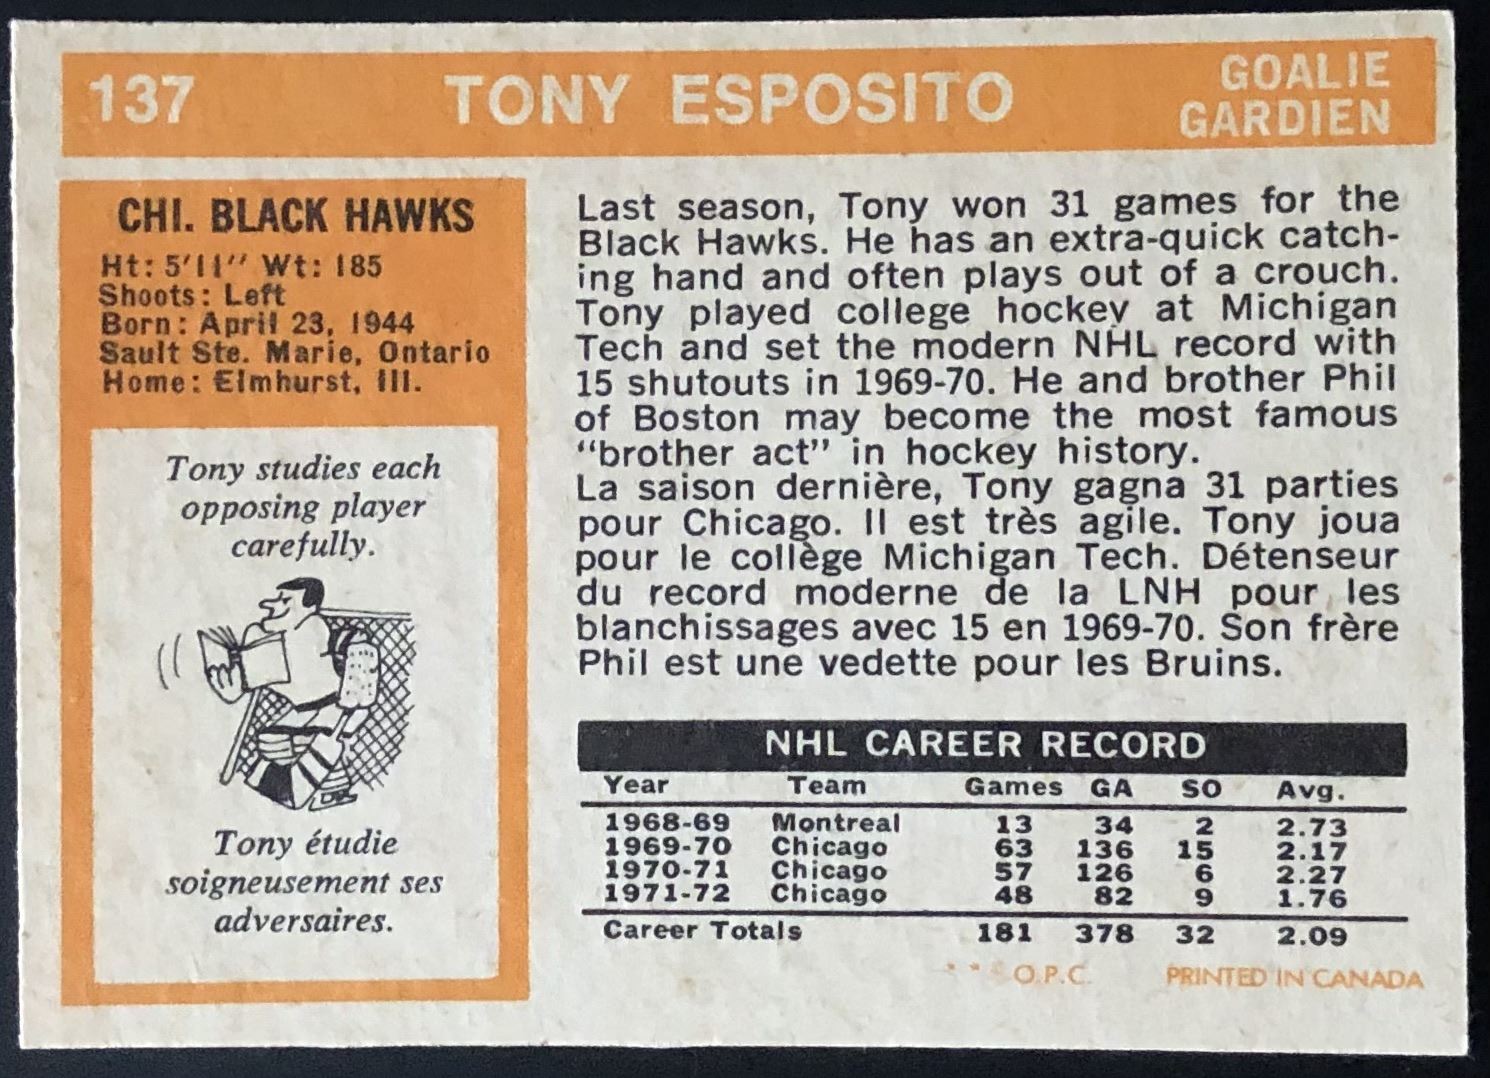 137 TONY ESPOSITO GOALIE
GARDIEN
CHI. BLACK HAWKS
Ht: 5'11" Wt: 185
Shoots: Left
Born: April 23, 1944
Sault Ste. Marie, Ontario
Home: Elmhurst, Ill.
Tony studies each
opposing player
carefully.
Tony étudie
soigneusement ses
adversaires.
Last season, Tony won 31 games for the
Black Hawks. He has an extra-quick catch-
ing hand and often plays out of a crouch.
Tony played college hockey at Michigan
Tech and set the modern NHL record with
15 shutouts in 1969-70. He and brother Phil
of Boston may become the most famous
"brother act" in hockey history.
La saison dernière, Tony gagna 31 parties
pour Chicago. Il est très agile. Tony joua
pour le collège Michigan Tech. Détenseur
du record moderne de la LNH pour les
blanchissages avec 15 en 1969-70. Son frère
Phil est une vedette pour les Bruins.
NHL CAREER RECORD
Year Team Games GA SO Avg.
1968-69 Montreal 13 34 2 2.73
1969-70 Chicago 63 136 15 2.17
1970-71 Chicago 57 126 6 2.27
1971-72 Chicago 48 82 9 1.76
Career Totals 181 378 32 2.09
* * © O.P.C. PRINTED IN CANADA